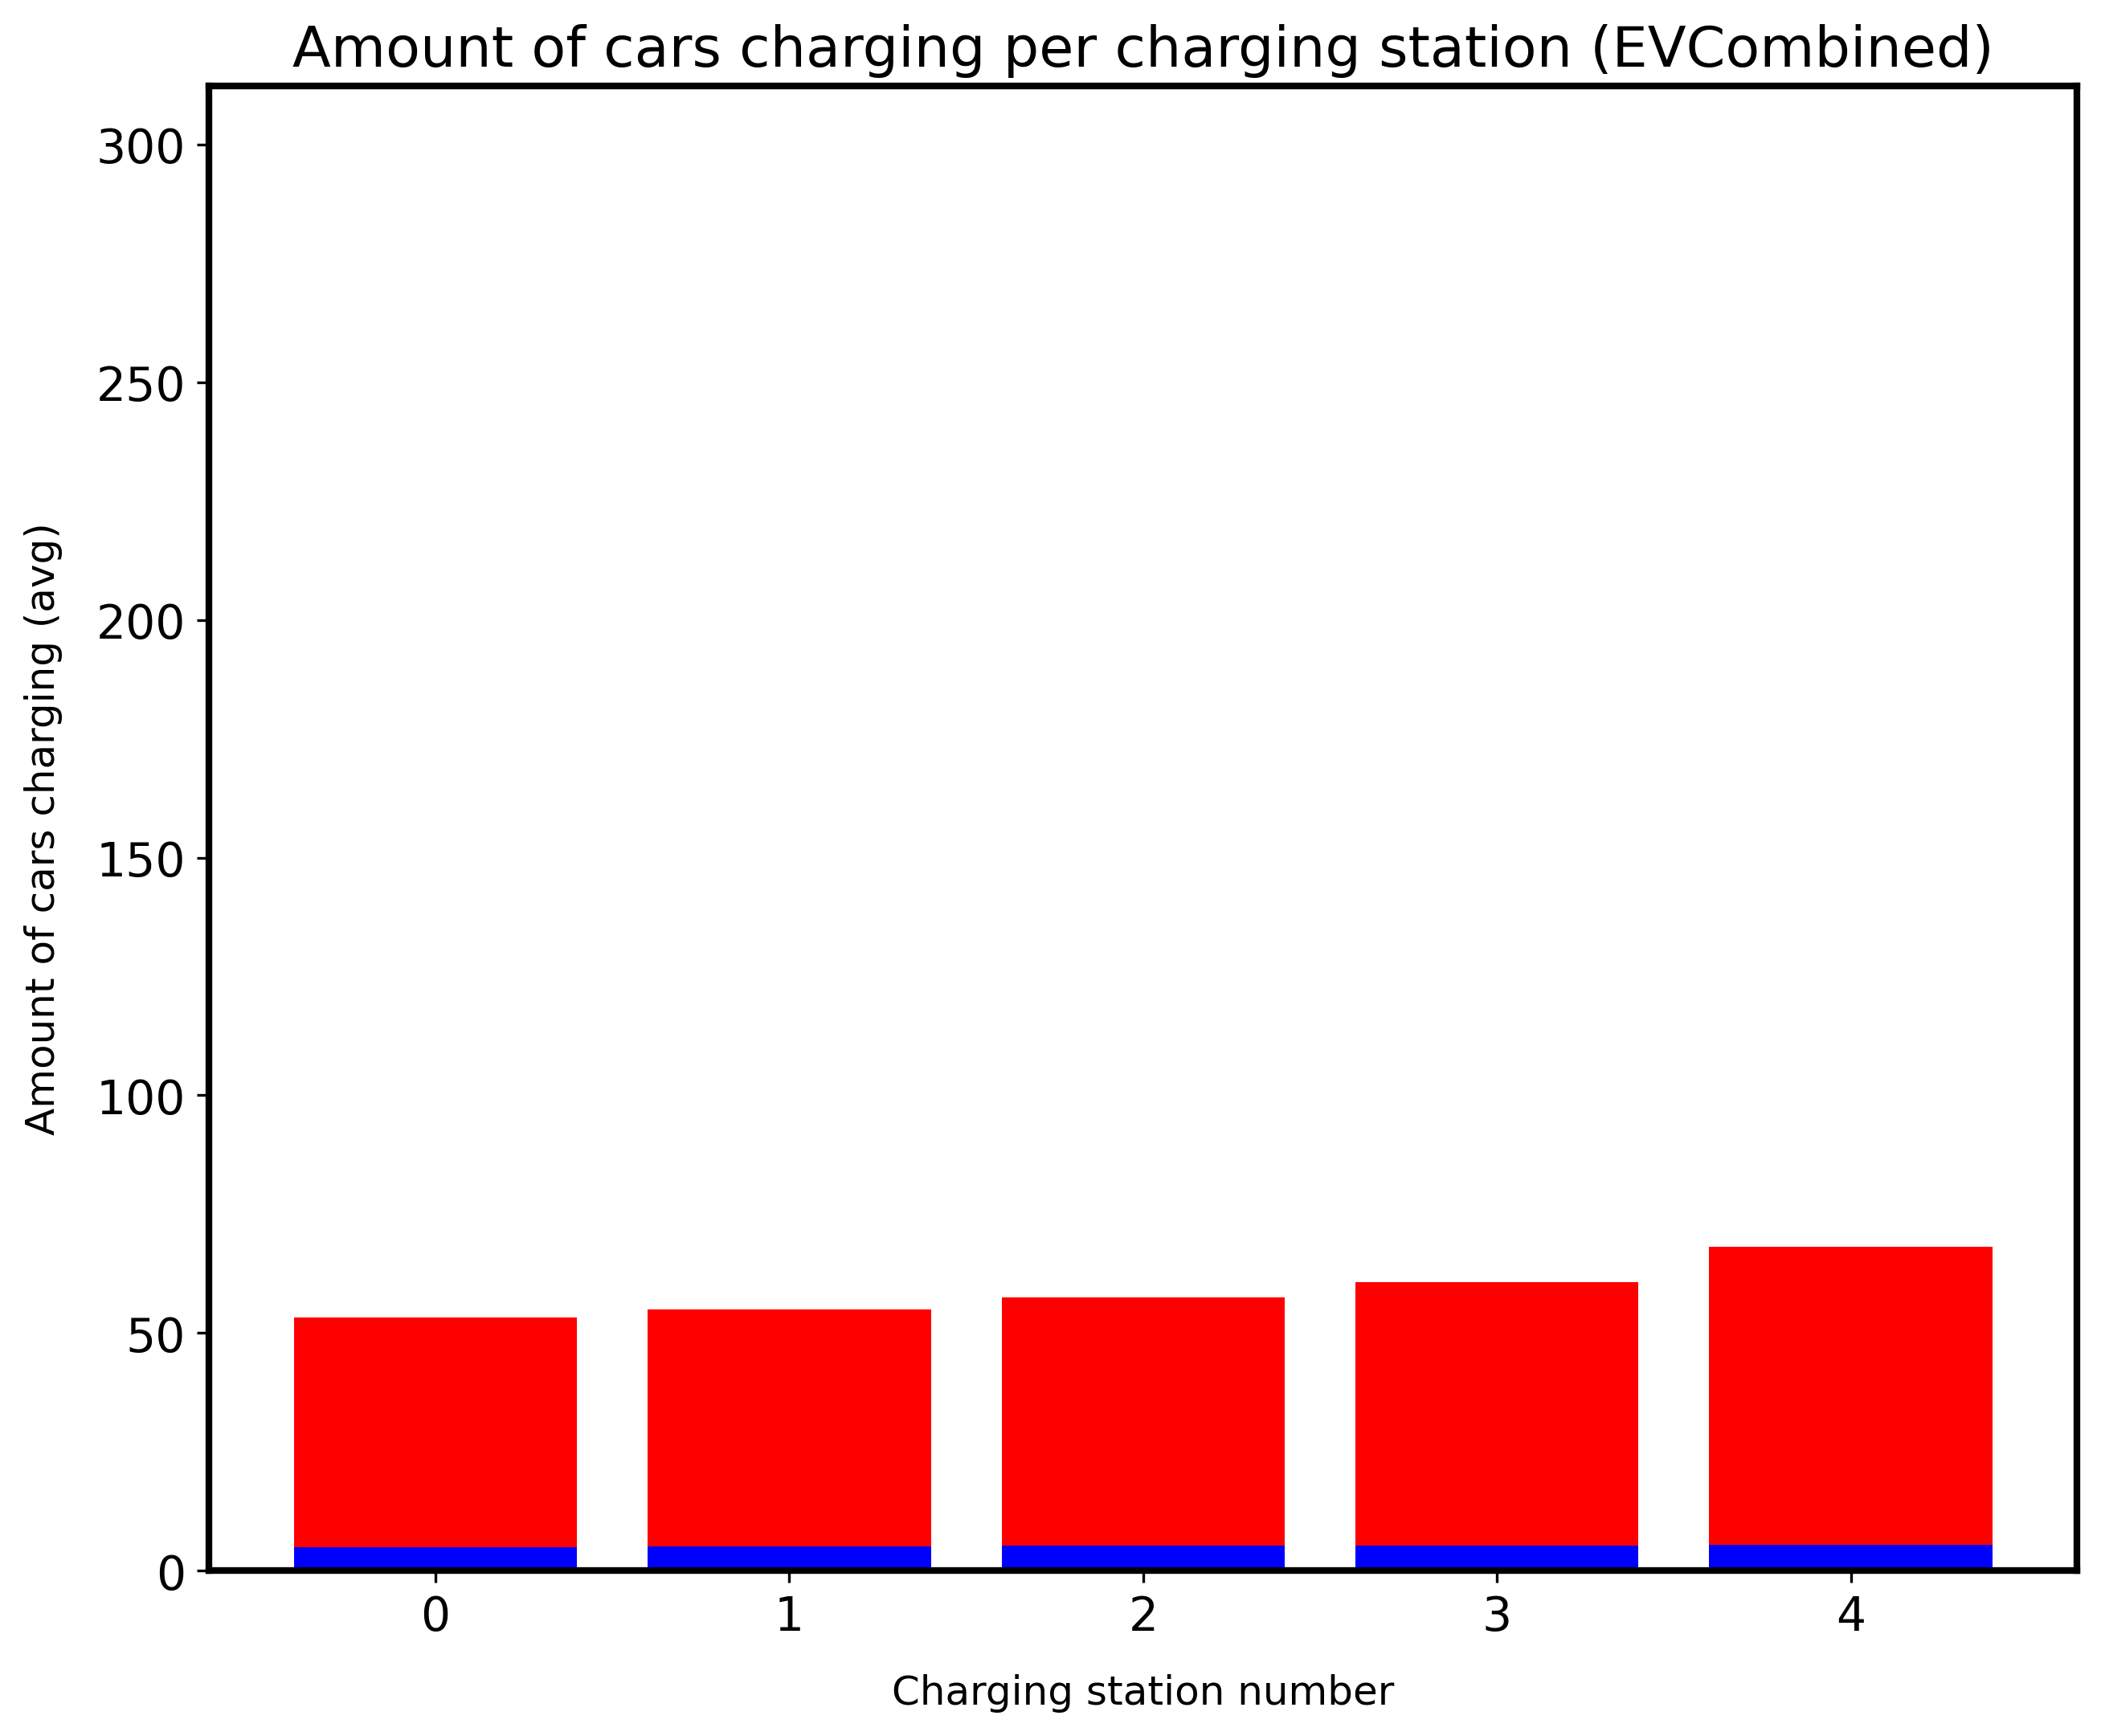 Amount of cars charging per charging station (EVCombined)
300
250
200
150
100
50
0
Amount of cars charging (avg)
0 1 2 3 4
Charging station number